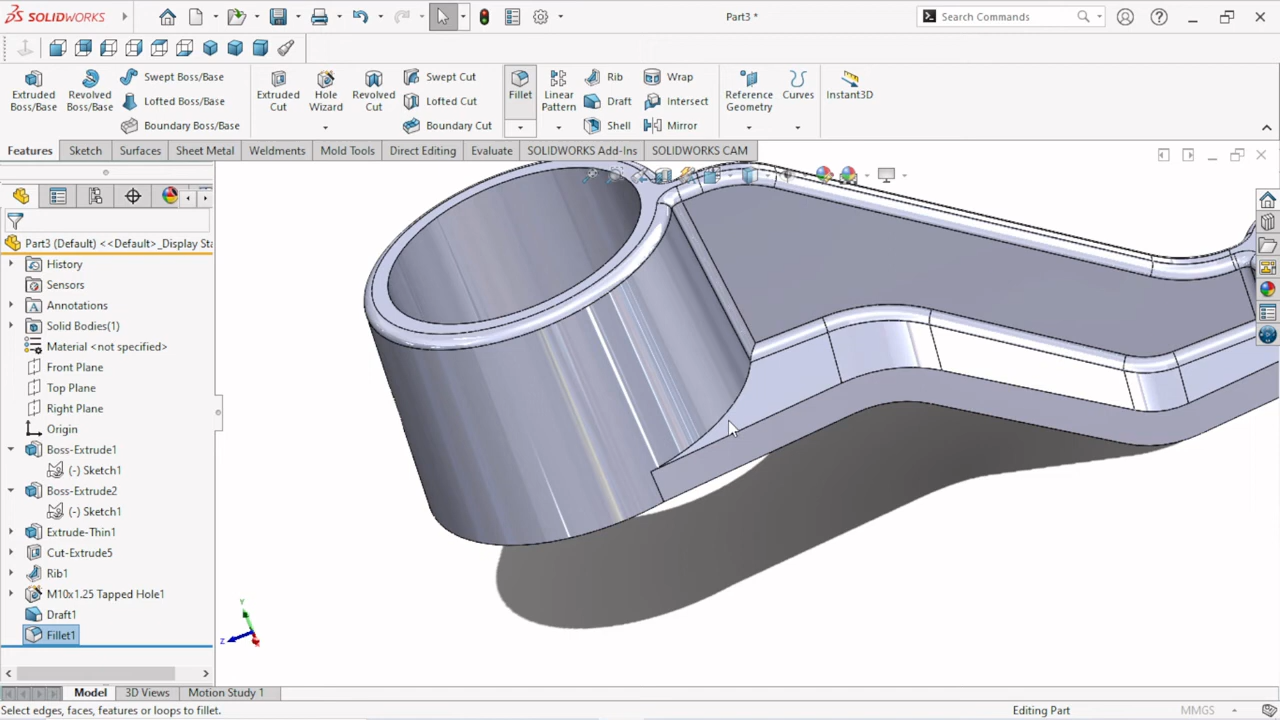 SOLIDWORKS
Part3 *
Search Commands
Extruded Boss/Base
Revolved Boss/Base
Swept Boss/Base
Lofted Boss/Base
Boundary Boss/Base
Extruded Cut
Hole Wizard
Revolved Cut
Swept Cut
Lofted Cut
Boundary Cut
Fillet
Linear Pattern
Rib
Draft
Shell
Wrap
Intersect
Mirror
Reference Geometry
Curves
Instant3D
Features
Sketch
Surfaces
Sheet Metal
Weldments
Mold Tools
Direct Editing
Evaluate
SOLIDWORKS Add-Ins
SOLIDWORKS CAM
Part3 (Default) <<Default>_Display Sta
History
Sensors
Annotations
Solid Bodies(1)
Material <not specified>
Front Plane
Top Plane
Right Plane
Origin
Boss-Extrude1
(-) Sketch1
Boss-Extrude2
(-) Sketch1
Extrude-Thin1
Cut-Extrude5
Rib1
M10x1.25 Tapped Hole1
Draft1
Fillet1
Y
Z
Model
3D Views
Motion Study 1
Select edges, faces, features or loops to fillet.
Editing Part
MMGS